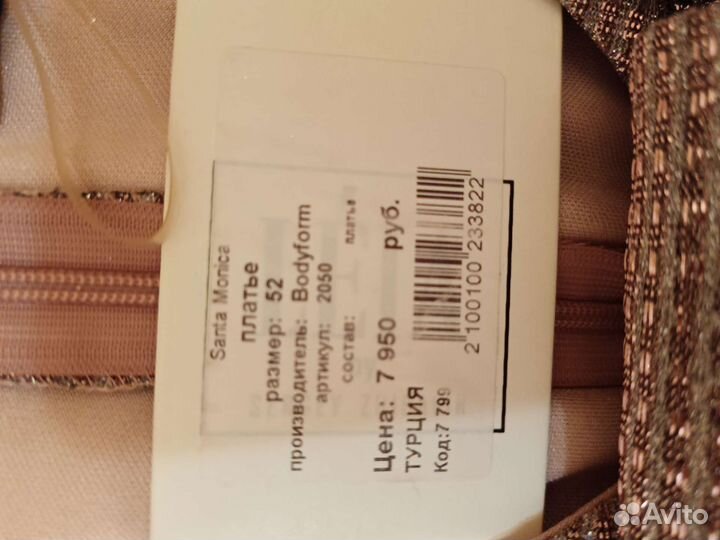 Santa Monica
платье
размер: 52
производитель: Bodyform
артикул: 2050
состав: платье
Цена: 7 950 руб.
ТУРЦИЯ
Код:7 799
2 100100 233822
Avito